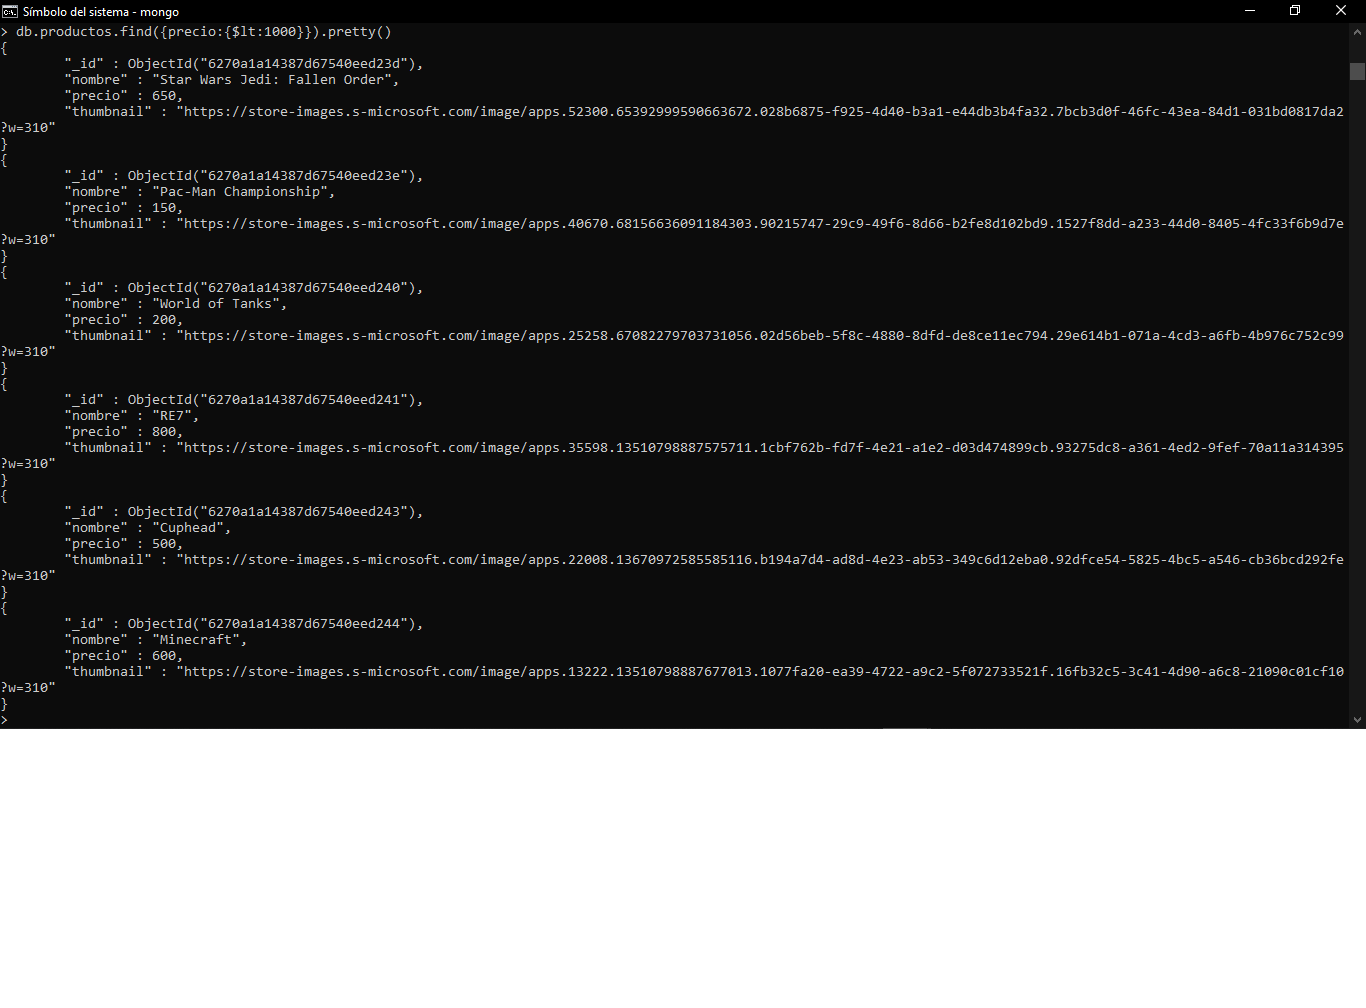 Símbolo del sistema - mongo
> db.productos.find({precio:{$lt:1000}}).pretty()
{
"_id" : ObjectId("6270a1a14387d67540eed23d"),
"nombre" : "Star Wars Jedi: Fallen Order",
"precio" : 650,
"thumbnail" : "https://store-images.s-microsoft.com/image/apps.52300.65392999590663672.028b6875-f925-4d40-b3a1-e44db3b4fa32.7bcb3d0f-46fc-43ea-84d1-031bd0817da2
?w=310"
}
{
"_id" : ObjectId("6270a1a14387d67540eed23e"),
"nombre" : "Pac-Man Championship",
"precio" : 150,
"thumbnail" : "https://store-images.s-microsoft.com/image/apps.40670.68156636091184303.90215747-29c9-49f6-8d66-b2fe8d102bd9.1527f8dd-a233-44d0-8405-4fc33f6b9d7e
?w=310"
}
{
"_id" : ObjectId("6270a1a14387d67540eed240"),
"nombre" : "World of Tanks",
"precio" : 200,
"thumbnail" : "https://store-images.s-microsoft.com/image/apps.25258.67082279703731056.02d56beb-5f8c-4880-8dfd-de8ce11ec794.29e614b1-071a-4cd3-a6fb-4b976c752c99
?w=310"
}
{
"_id" : ObjectId("6270a1a14387d67540eed241"),
"nombre" : "RE7",
"precio" : 800,
"thumbnail" : "https://store-images.s-microsoft.com/image/apps.35598.13510798887575711.1cbf762b-fd7f-4e21-a1e2-d03d474899cb.93275dc8-a361-4ed2-9fef-70a11a314395
?w=310"
}
{
"_id" : ObjectId("6270a1a14387d67540eed243"),
"nombre" : "Cuphead",
"precio" : 500,
"thumbnail" : "https://store-images.s-microsoft.com/image/apps.22008.13670972585585116.b194a7d4-ad8d-4e23-ab53-349c6d12eba0.92dfce54-5825-4bc5-a546-cb36bcd292fe
?w=310"
}
{
"_id" : ObjectId("6270a1a14387d67540eed244"),
"nombre" : "Minecraft",
"precio" : 600,
"thumbnail" : "https://store-images.s-microsoft.com/image/apps.13222.13510798887677013.1077fa20-ea39-4722-a9c2-5f072733521f.16fb32c5-3c41-4d90-a6c8-21090c01cf10
?w=310"
}
>